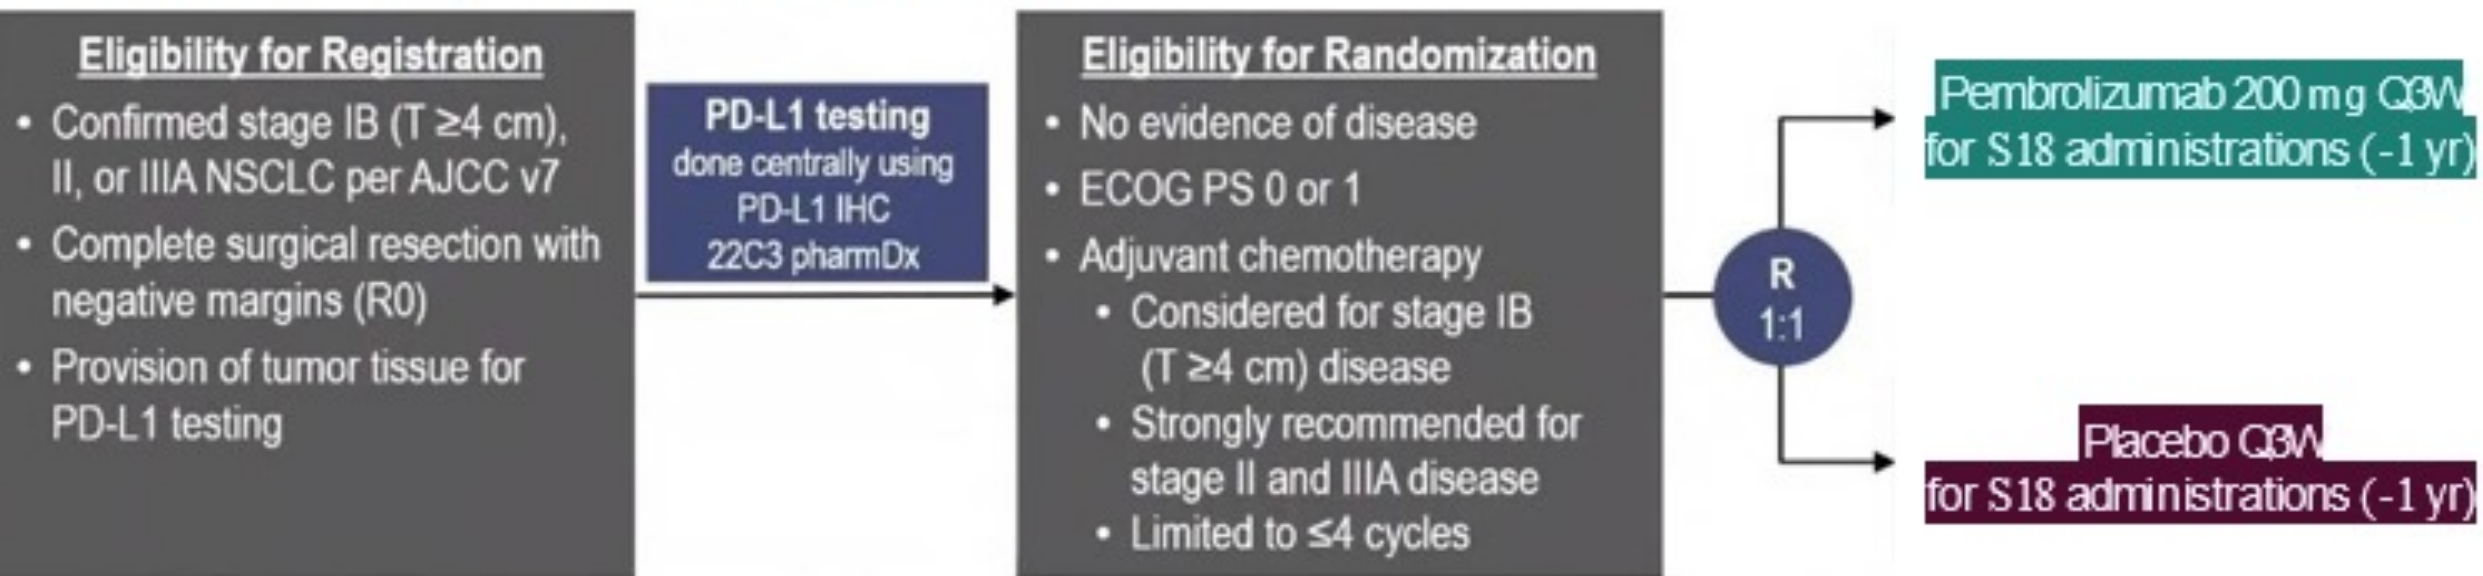 Eligibility for Registration
• Confirmed stage IB (T ≥4 cm),
II, or IIIA NSCLC per AJCC v7
• Complete surgical resection with
negative margins (R0)
• Provision of tumor tissue for
PD-L1 testing
PD-L1 testing
done centrally using
PD-L1 IHC
22C3 pharmDx
Eligibility for Randomization
• No evidence of disease
• ECOG PS 0 or 1
• Adjuvant chemotherapy
• Considered for stage IB
(T ≥4 cm) disease
• Strongly recommended for
stage II and IIIA disease
• Limited to ≤4 cycles
R
1:1
Pembrolizumab 200 mg Q3W
for S18 administrations (-1 yr)
Placebo Q3W
for S18 administrations (-1 yr)